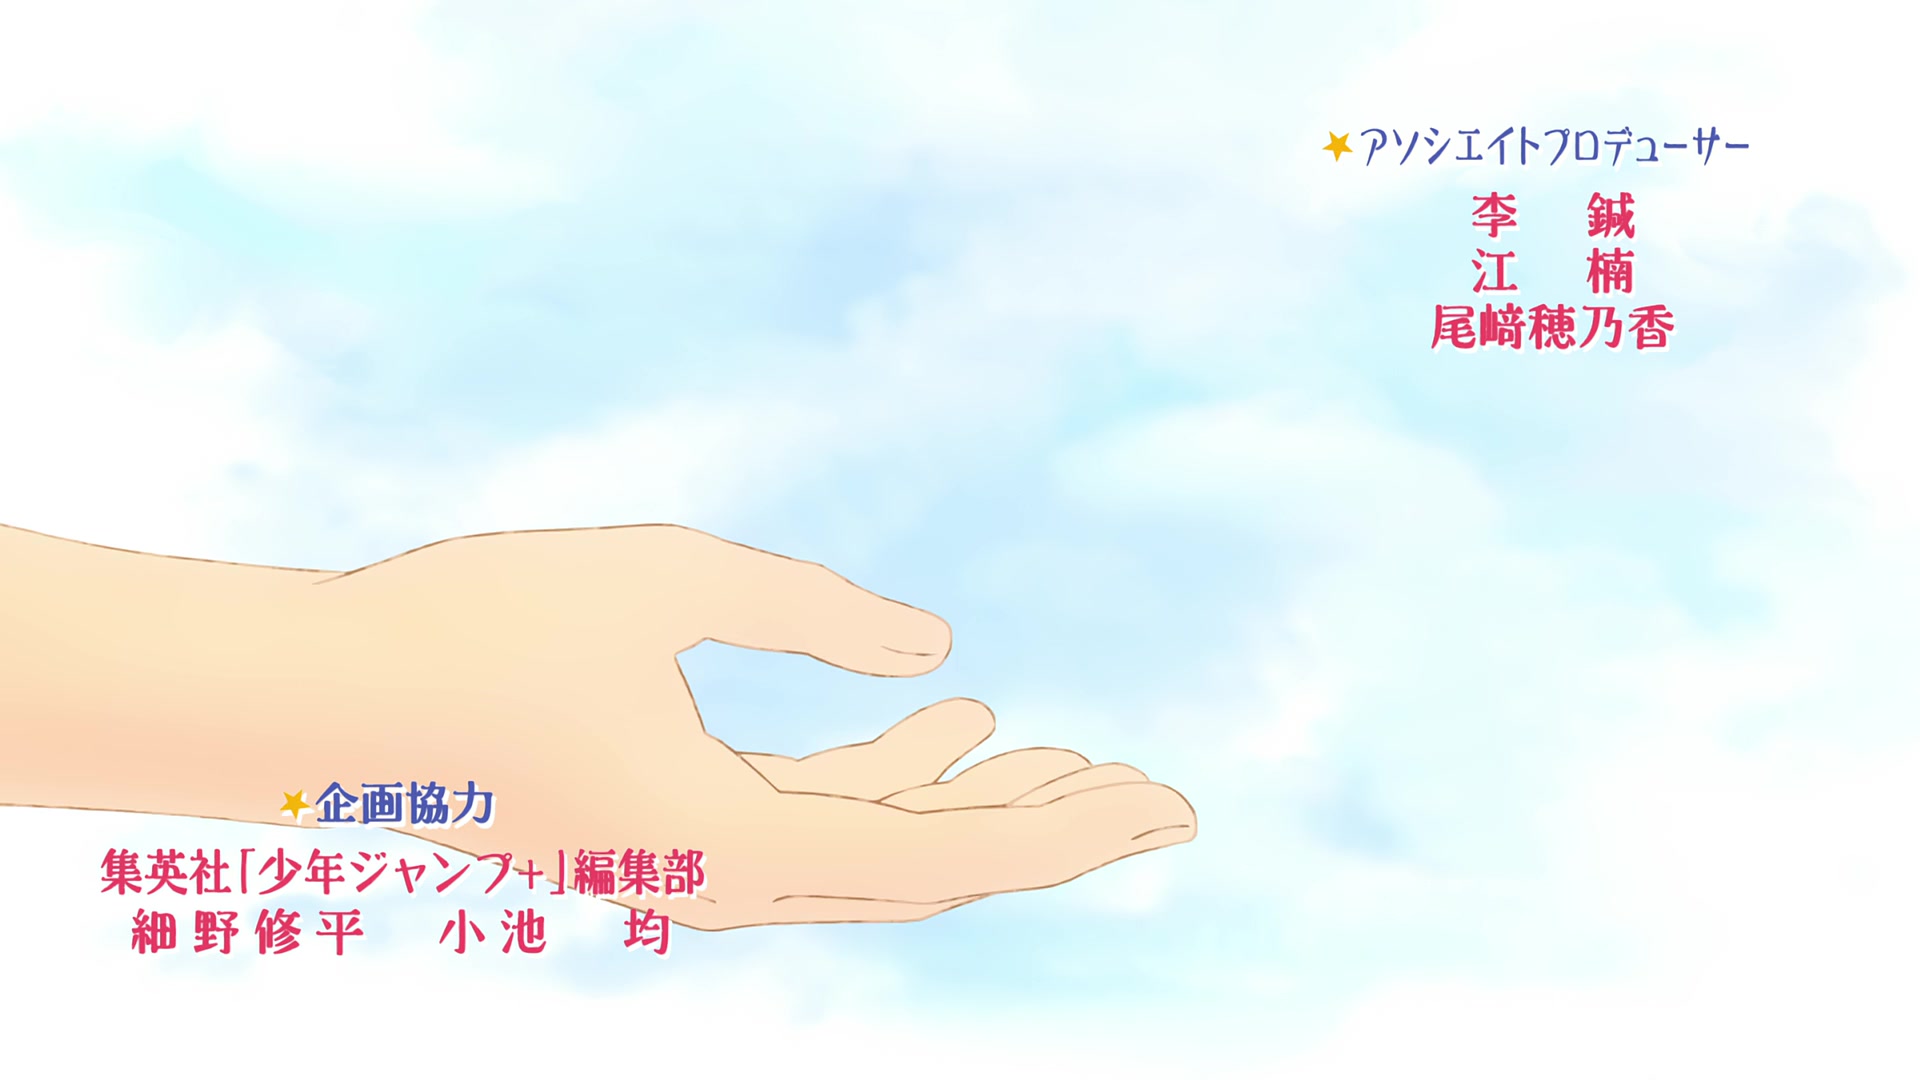 ★アソシエイトプロデューサー
李　鍼
江　楠
尾﨑穂乃香
★企画協力
集英社「少年ジャンプ+」編集部
細野修平　小池　均